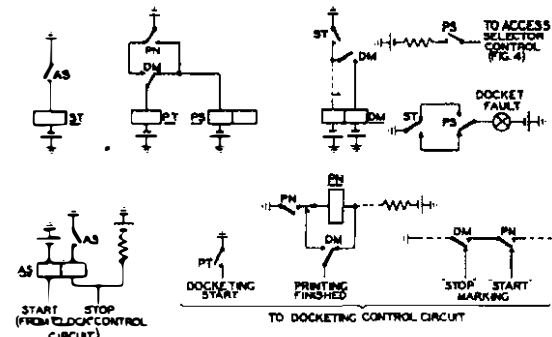 PN
ST
PS
TO ACCESS
SELECTOR
CONTROL
(FIG. 4)
AS
DM
DM
ST
PT
PS
DM
ST
PS
DOCKET
FAULT
AS
AS
PN
PN
DM
PT
DM
PN
START
STOP
(FROM CLOCK CONTROL
CIRCUIT)
DOCKETING
START
PRINTING
FINISHED
STOP
START
MARKING
TO DOCKETING CONTROL CIRCUIT